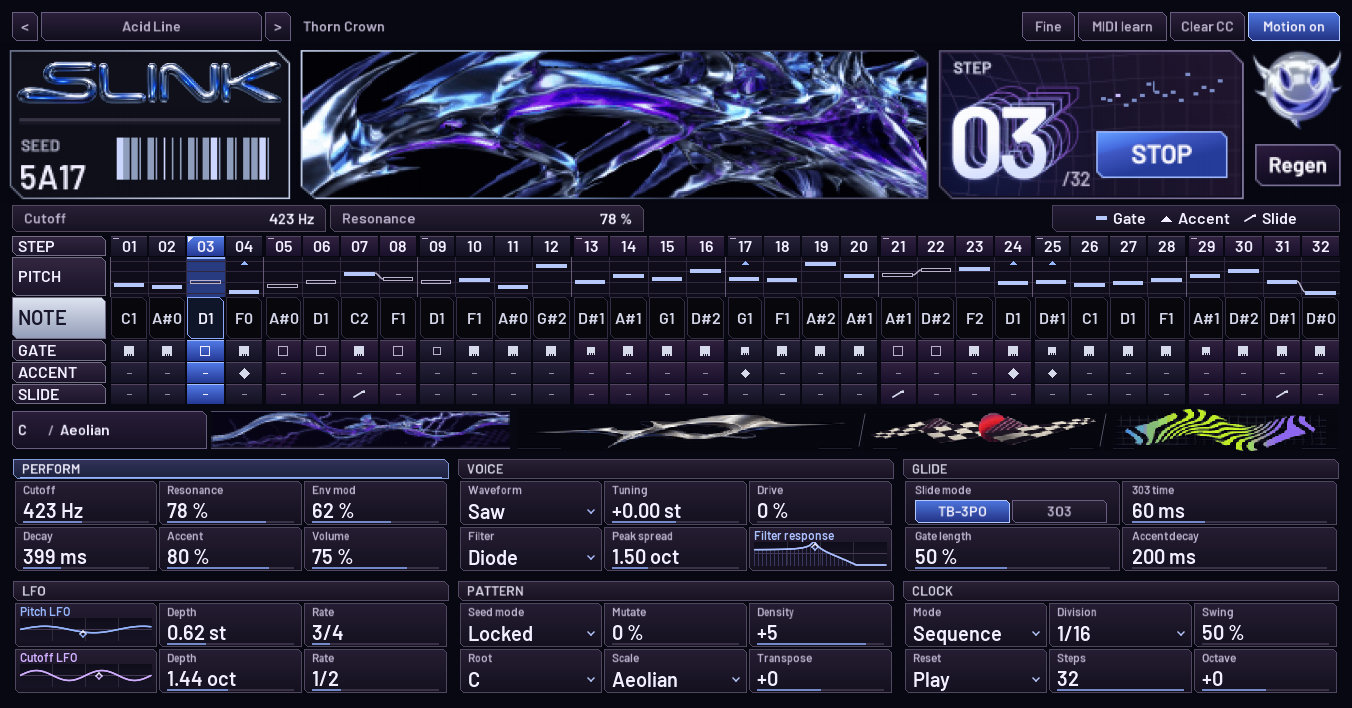 < Acid Line > Thorn Crown Fine MIDI learn Clear CC Motion on
SLINK
SEED
5A17
STEP
03 /32
STOP
Regen
Cutoff 423 Hz Resonance 78 % Gate Accent Slide
STEP 01 02 03 04 05 06 07 08 09 10 11 12 13 14 15 16 17 18 19 20 21 22 23 24 25 26 27 28 29 30 31 32
PITCH
NOTE C1 A#0 D1 F0 A#0 D1 C2 F1 D1 F1 A#0 G#2 D#1 A#1 G1 D#2 G1 F1 A#2 A#1 A#1 D#2 F2 D1 D#1 C1 D1 F1 A#1 D#2 D#1 D#0
GATE
ACCENT
SLIDE
C / Aeolian
PERFORM
Cutoff Resonance Env mod
423 Hz 78 % 62 %
Decay Accent Volume
399 ms 80 % 75 %
VOICE
Waveform Tuning Drive
Saw +0.00 st 0 %
Filter Peak spread Filter response
Diode 1.50 oct
GLIDE
Slide mode 303 time
TB-3PO 303 60 ms
Gate length Accent decay
50 % 200 ms
LFO
Pitch LFO Depth Rate
0.62 st 3/4
Cutoff LFO Depth Rate
1.44 oct 1/2
PATTERN
Seed mode Mutate Density
Locked 0 % +5
Root Scale Transpose
C Aeolian +0
CLOCK
Mode Division Swing
Sequence 1/16 50 %
Reset Steps Octave
Play 32 +0